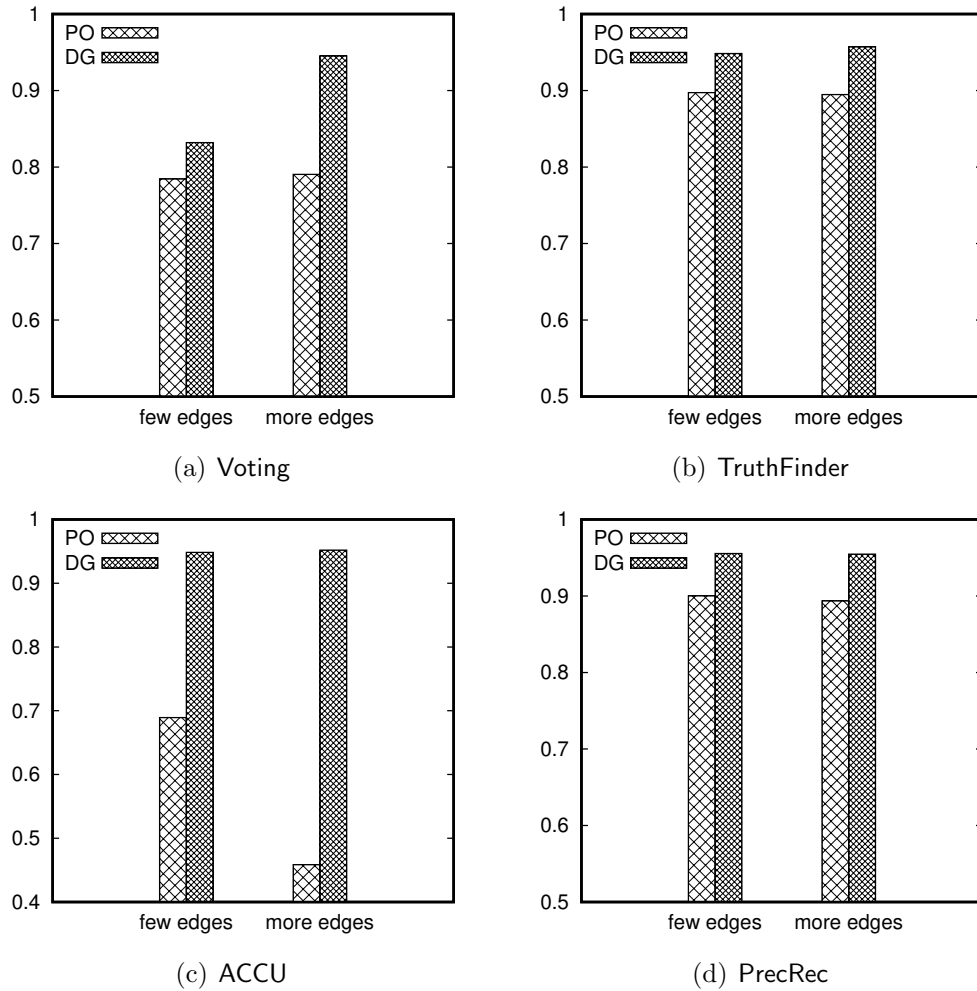 1
0.9
0.8
0.7
0.6
0.5
PO
DG
few edges more edges
(a) Voting
1
0.9
0.8
0.7
0.6
0.5
PO
DG
few edges more edges
(b) TruthFinder
1
0.9
0.8
0.7
0.6
0.5
0.4
PO
DG
few edges more edges
(c) ACCU
1
0.9
0.8
0.7
0.6
0.5
PO
DG
few edges more edges
(d) PrecRec